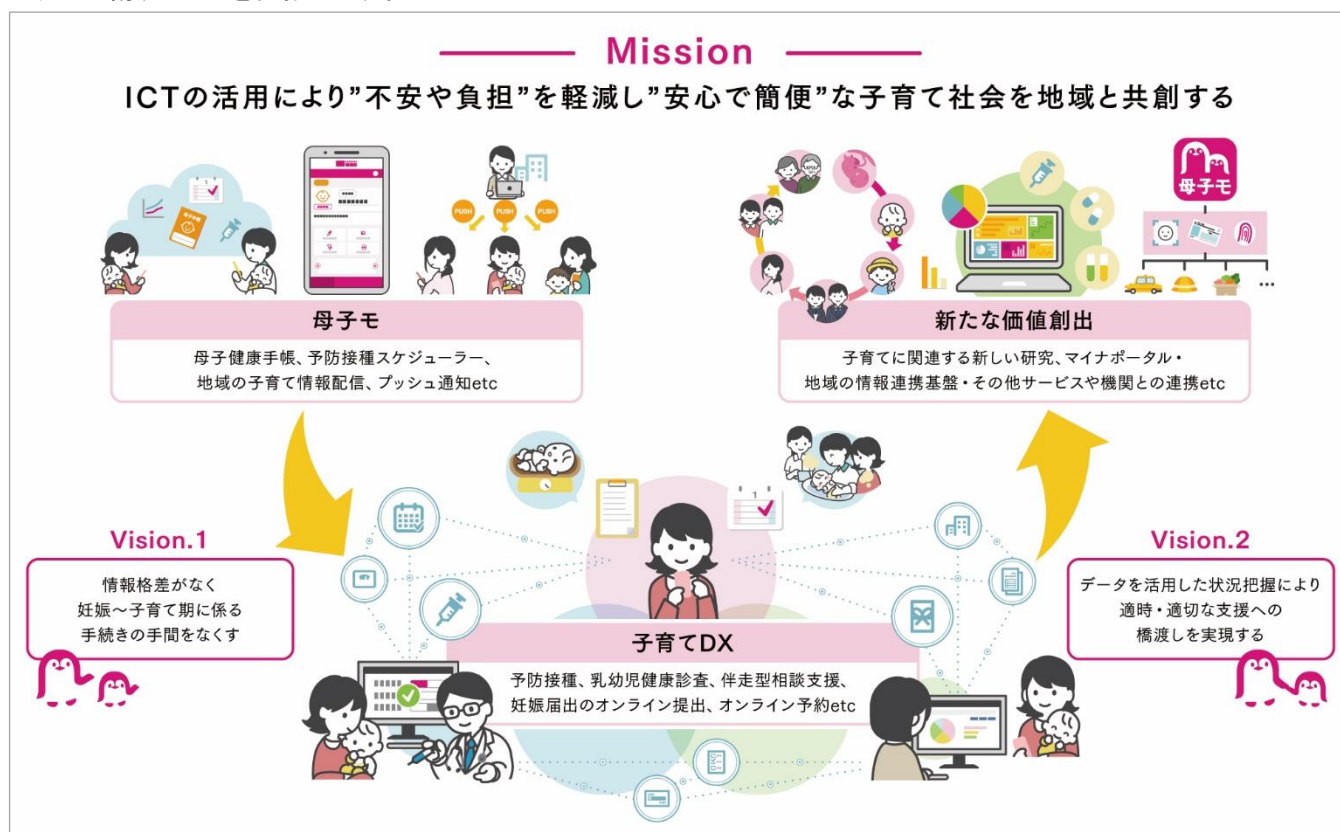 Mission
ICTの活用により”不安や負担”を軽減し”安心で簡便”な子育て社会を地域と共創する
PUSH
PUSH
PUSH
母子モ
母子モ
母子健康手帳、予防接種スケジューラー、
地域の子育て情報配信、プッシュ通知etc
新たな価値創出
子育てに関連する新しい研究、マイナポータル・
地域の情報連携基盤・その他サービスや機関との連携etc
Vision.1
情報格差がなく
妊娠～子育て期に係る
手続きの手間をなくす
Vision.2
データを活用した状況把握により
適時・適切な支援への
橋渡しを実現する
子育てDX
予防接種、乳幼児健康診査、伴走型相談支援、
妊娠届出のオンライン提出、オンライン予約etc